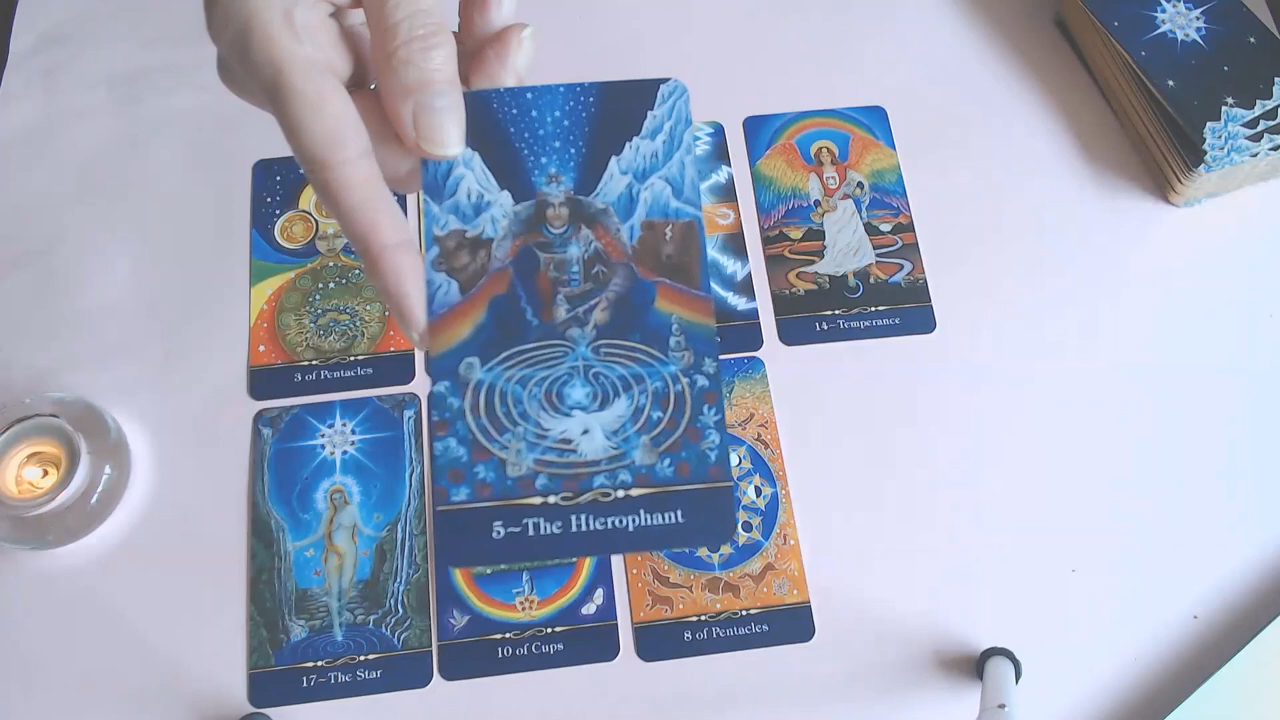 14~Temperance
3 of Pentacles
5~The Hierophant
17~The Star
10 of Cups
8 of Pentacles